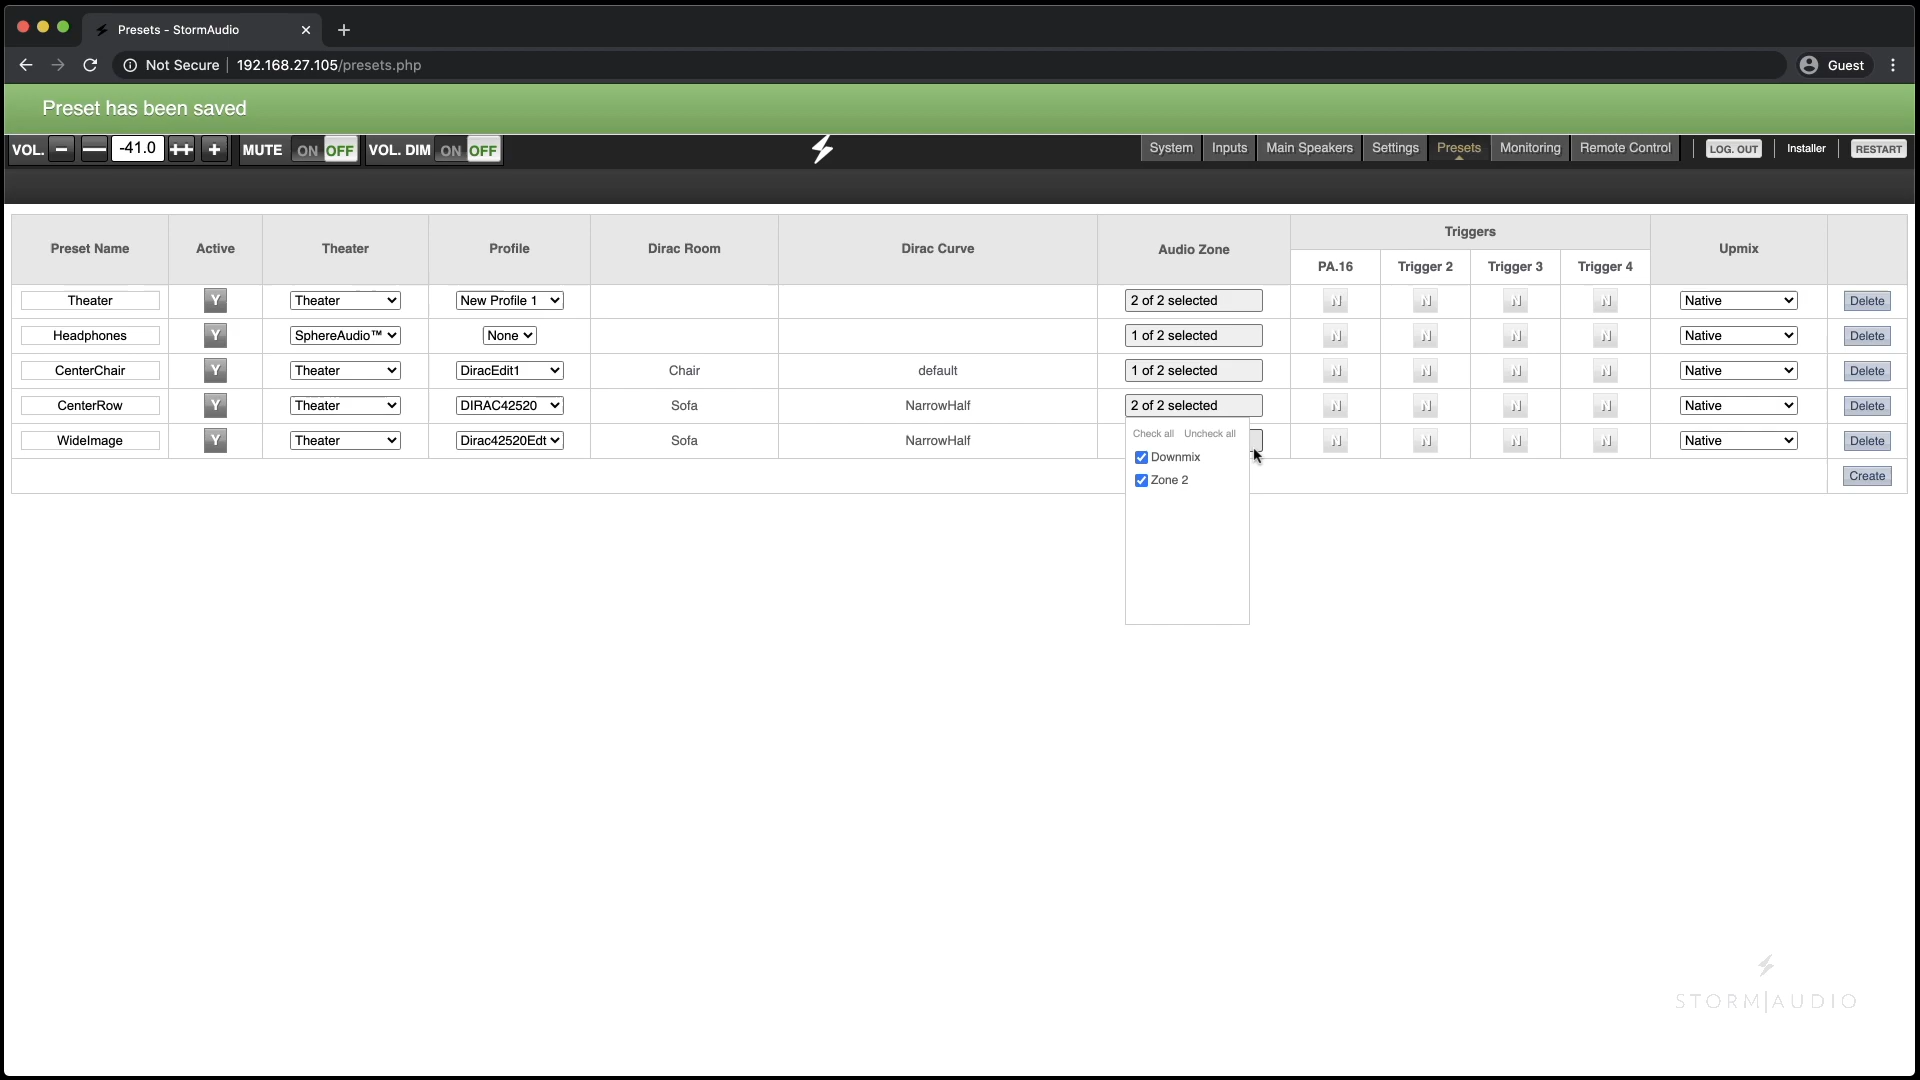 Presets - StormAudio
Not Secure 192.168.27.105/presets.php Guest
Preset has been saved
VOL. -41.0 MUTE ON OFF VOL. DIM ON OFF System Inputs Main Speakers Settings Presets Monitoring Remote Control LOG. OUT Installer RESTART
Preset Name Active Theater Profile Dirac Room Dirac Curve Audio Zone Triggers Upmix
PA.16 Trigger 2 Trigger 3 Trigger 4
Theater Y Theater New Profile 1 2 of 2 selected N N N N Native Delete
Headphones Y SphereAudio™ None 1 of 2 selected N N N N Native Delete
CenterChair Y Theater DiracEdit1 Chair default 1 of 2 selected N N N N Native Delete
CenterRow Y Theater DIRAC42520 Sofa NarrowHalf 2 of 2 selected N N N N Native Delete
WideImage Y Theater Dirac42520Edt Sofa NarrowHalf N N N N Native Delete
Check all Uncheck all
Downmix
Zone 2
Create
STORM|AUDIO